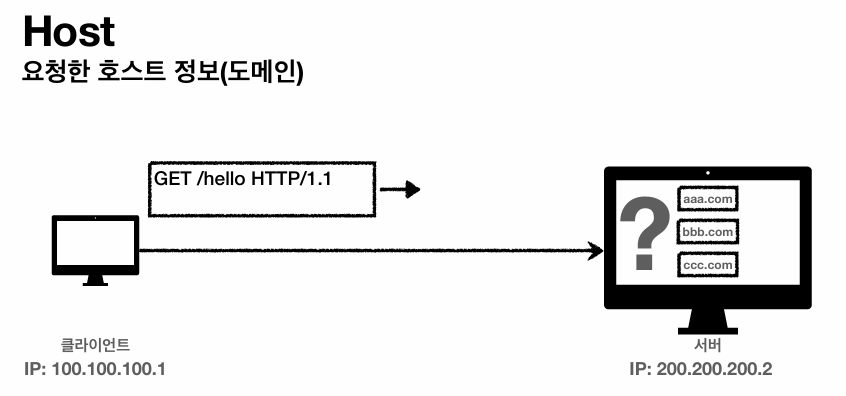 Host
요청한 호스트 정보(도메인)
GET /hello HTTP/1.1
?
aaa.com
bbb.com
ccc.com
클라이언트
IP: 100.100.100.1
서버
IP: 200.200.200.2